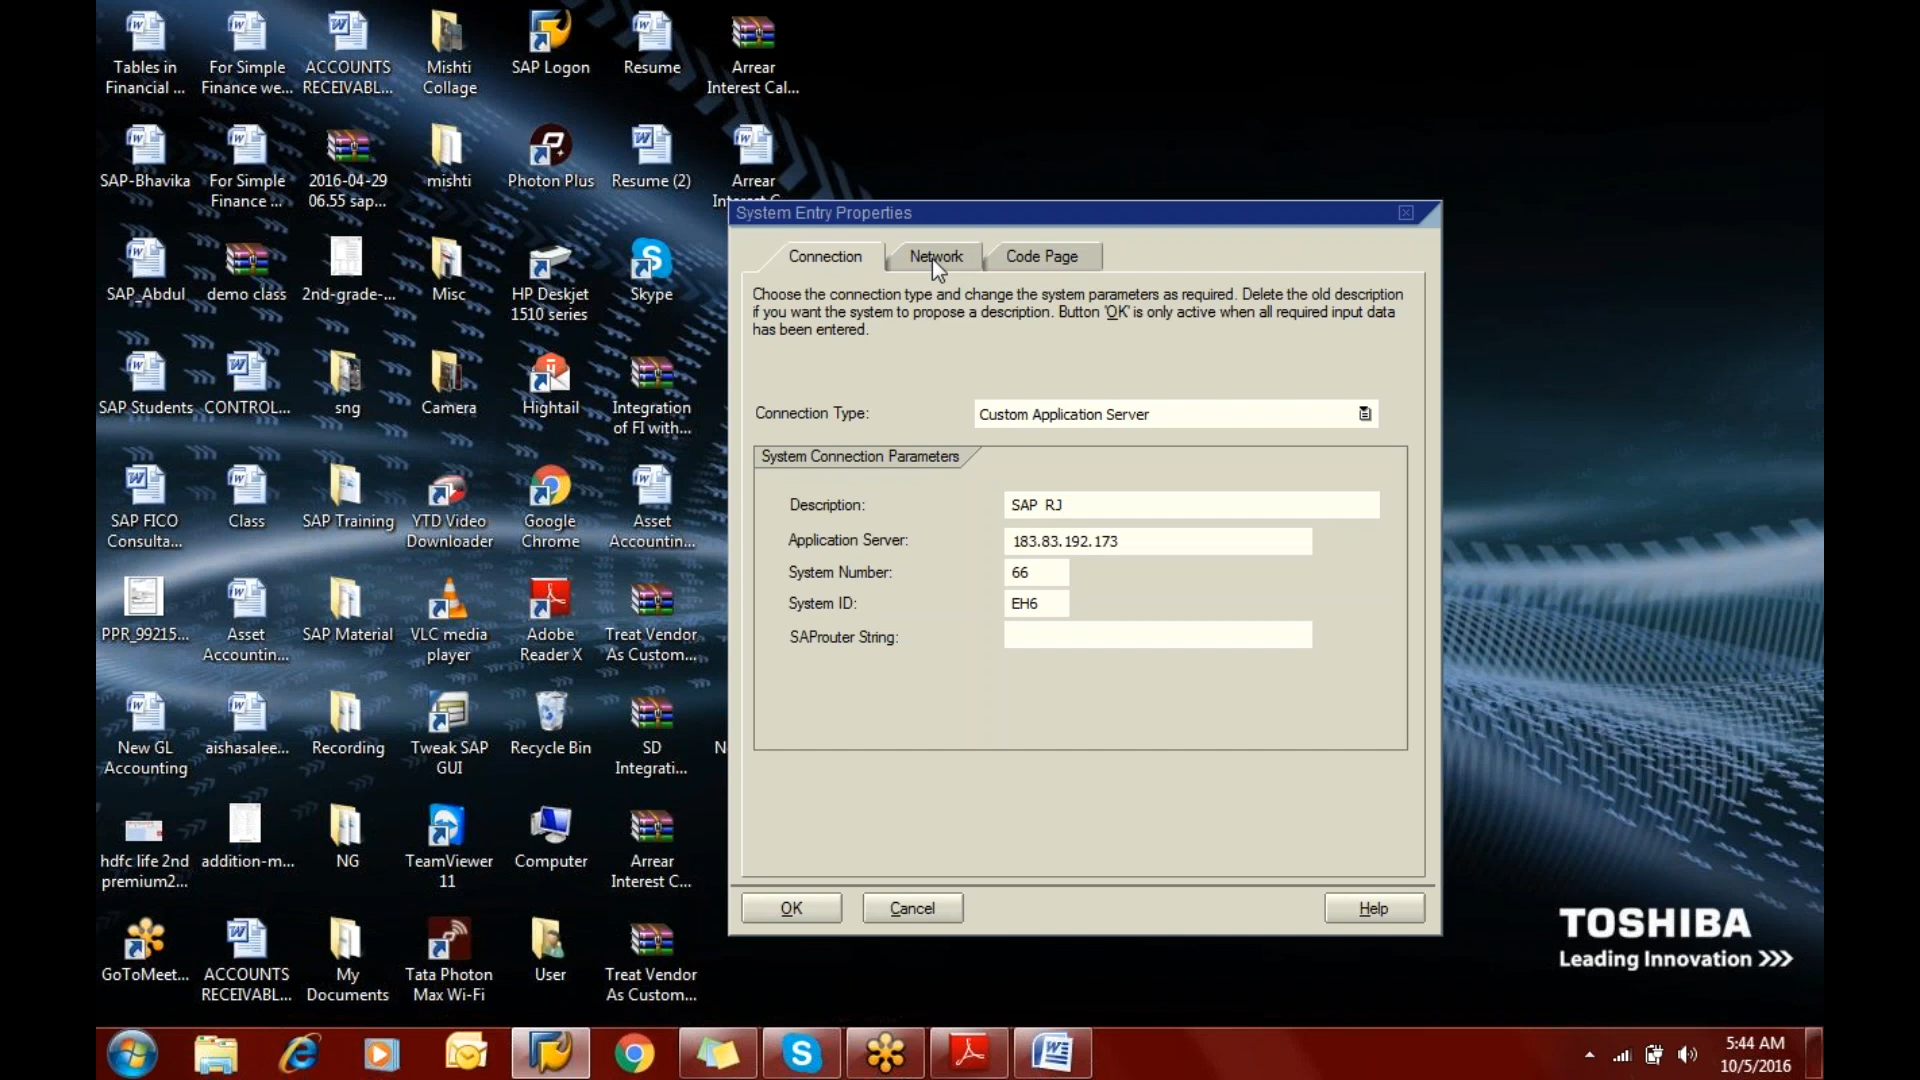 Tables in
Financial ...
For Simple
Finance we...
ACCOUNTS
RECEIVABL...
Mishti
Collage
SAP Logon
Resume
Arrear
Interest Cal...
SAP-Bhavika
For Simple
Finance ...
2016-04-29
06.55 sap...
mishti
Photon Plus
Resume (2)
Arrear
SAP_Abdul
demo class
2nd-grade-...
Misc
HP Deskjet
1510 series
Skype
SAP Students
CONTROL...
sng
Camera
Hightail
Integration
of FI with...
SAP FICO
Consulta...
Class
SAP Training
YTD Video
Downloader
Google
Chrome
Asset
Accountin...
PPR_99215...
Asset
Accountin...
SAP Material
VLC media
player
Adobe
Reader X
Treat Vendor
As Custom...
New GL
Accounting
aishasalee...
Recording
Tweak SAP
GUI
Recycle Bin
SD
Integrati...
hdfc life 2nd
premium2...
addition-m...
NG
TeamViewer
11
Computer
Arrear
Interest C...
GoToMeet...
ACCOUNTS
RECEIVABL...
My
Documents
Tata Photon
Max Wi-Fi
User
Treat Vendor
As Custom...
System Entry Properties
Connection
Network
Code Page
Choose the connection type and change the system parameters as required. Delete the old description
if you want the system to propose a description. Button 'OK' is only active when all required input data
has been entered.
Connection Type: Custom Application Server
System Connection Parameters
Description: SAP RJ
Application Server: 183.83.192.173
System Number: 66
System ID: EH6
SAProuter String:
OK
Cancel
Help
TOSHIBA
Leading Innovation >>>
5:44 AM
10/5/2016